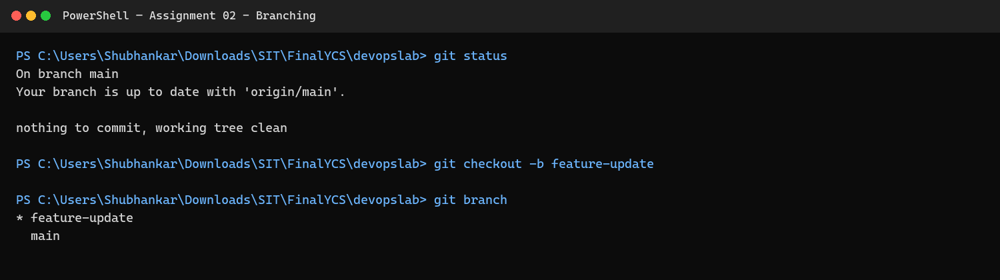 PowerShell — Assignment 02 - Branching
PS C:\Users\Shubhankar\Downloads\SIT\FinalYCS\devopslab> git status
On branch main
Your branch is up to date with 'origin/main'.
nothing to commit, working tree clean
PS C:\Users\Shubhankar\Downloads\SIT\FinalYCS\devopslab> git checkout -b feature-update
PS C:\Users\Shubhankar\Downloads\SIT\FinalYCS\devopslab> git branch
* feature-update
  main